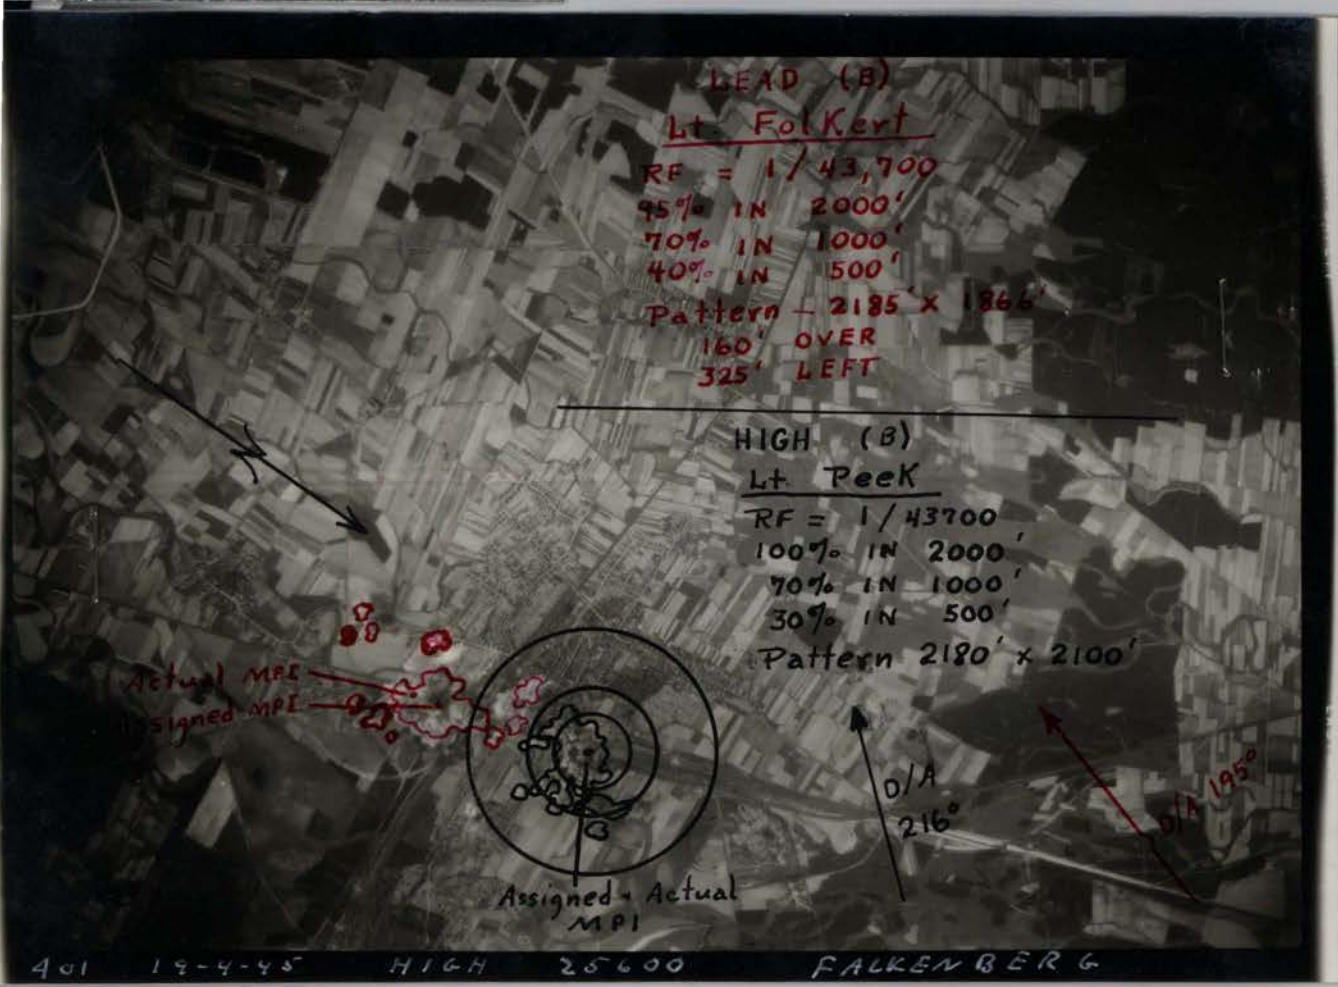 LEAD (B)
Lt. FolKert
RF = 1/43,700
95% IN 2000'
70% IN 1000'
40% IN 500'
Pattern - 2185' x 1866'
160' OVER
325' LEFT
HIGH (B)
Lt PeeK
RF = 1/43700
100% IN 2000'
70% IN 1000'
30% IN 500'
Pattern 2180' x 2100'
N
Actual MPI
Assigned MPI
D/A
216°
D/A 195°
Assigned + Actual
MPI
401 19-4-45 HIGH 25600 FALKENBERG